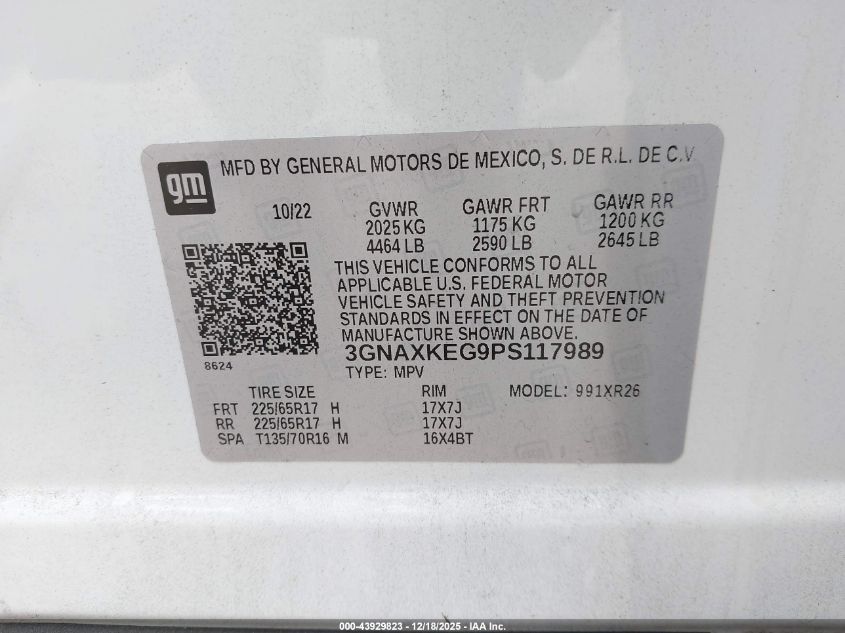 gm
MFD BY GENERAL MOTORS DE MEXICO, S. DE R.L. DE C.V
10/22 GVWR GAWR FRT GAWR RR
2025 KG 1175 KG 1200 KG
4464 LB 2590 LB 2645 LB
THIS VEHICLE CONFORMS TO ALL
APPLICABLE U.S. FEDERAL MOTOR
VEHICLE SAFETY AND THEFT PREVENTION
STANDARDS IN EFFECT ON THE DATE OF
MANUFACTURE SHOWN ABOVE.
3GNAXKEG9PS117989
8624
TYPE: MPV
TIRE SIZE RIM MODEL: 991XR26
FRT 225/65R17 H 17X7J
RR 225/65R17 H 17X7J
SPA T135/70R16 M 16X4BT
000-43929823 - 12/18/2025 - IAA Inc.